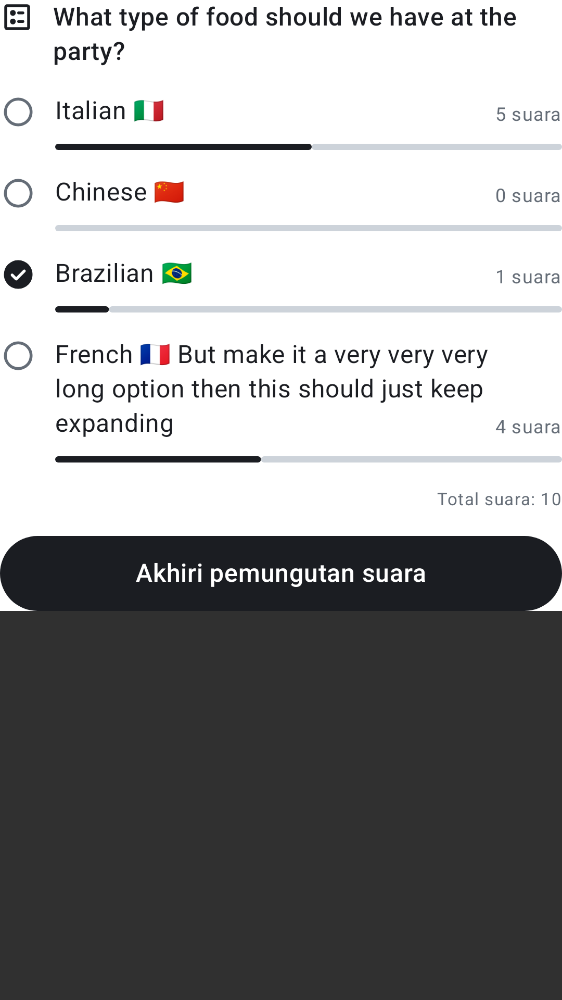 What type of food should we have at the
party?
Italian 🇮🇹
5 suara
Chinese 🇨🇳
0 suara
Brazilian 🇧🇷
1 suara
French 🇫🇷 But make it a very very very
long option then this should just keep
expanding
4 suara
Total suara: 10
Akhiri pemungutan suara